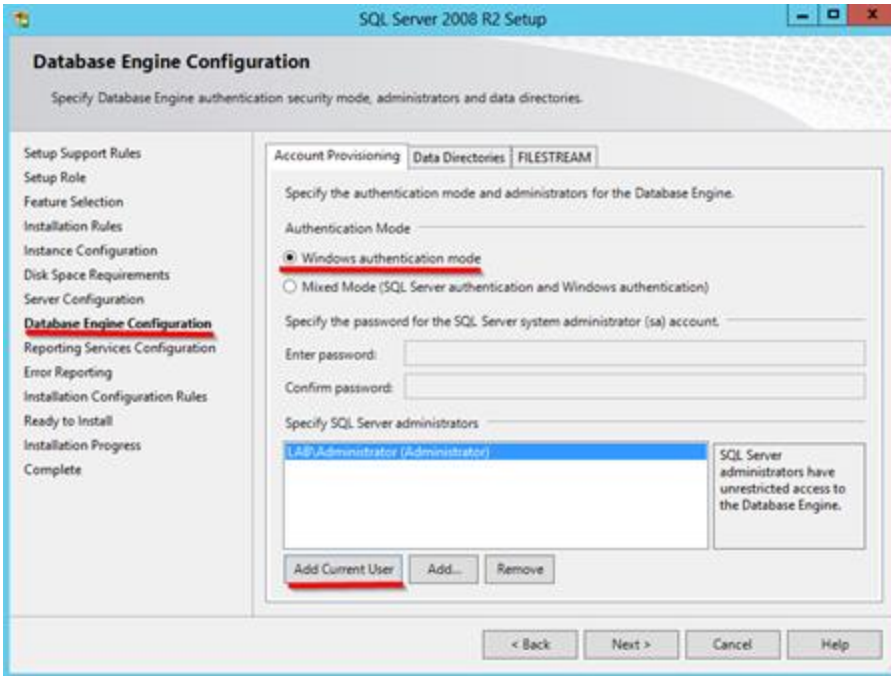 SQL Server 2008 R2 Setup
Database Engine Configuration
Specify Database Engine authentication security mode, administrators and data directories.
Setup Support Rules
Setup Role
Feature Selection
Installation Rules
Instance Configuration
Disk Space Requirements
Server Configuration
Database Engine Configuration
Reporting Services Configuration
Error Reporting
Installation Configuration Rules
Ready to Install
Installation Progress
Complete
Account Provisioning Data Directories FILESTREAM
Specify the authentication mode and administrators for the Database Engine.
Authentication Mode
Windows authentication mode
Mixed Mode (SQL Server authentication and Windows authentication)
Specify the password for the SQL Server system administrator (sa) account.
Enter password:
Confirm password:
Specify SQL Server administrators
LAB\Administrator (Administrator)
SQL Server
administrators have
unrestricted access to
the Database Engine.
Add Current User Add... Remove
< Back Next > Cancel Help